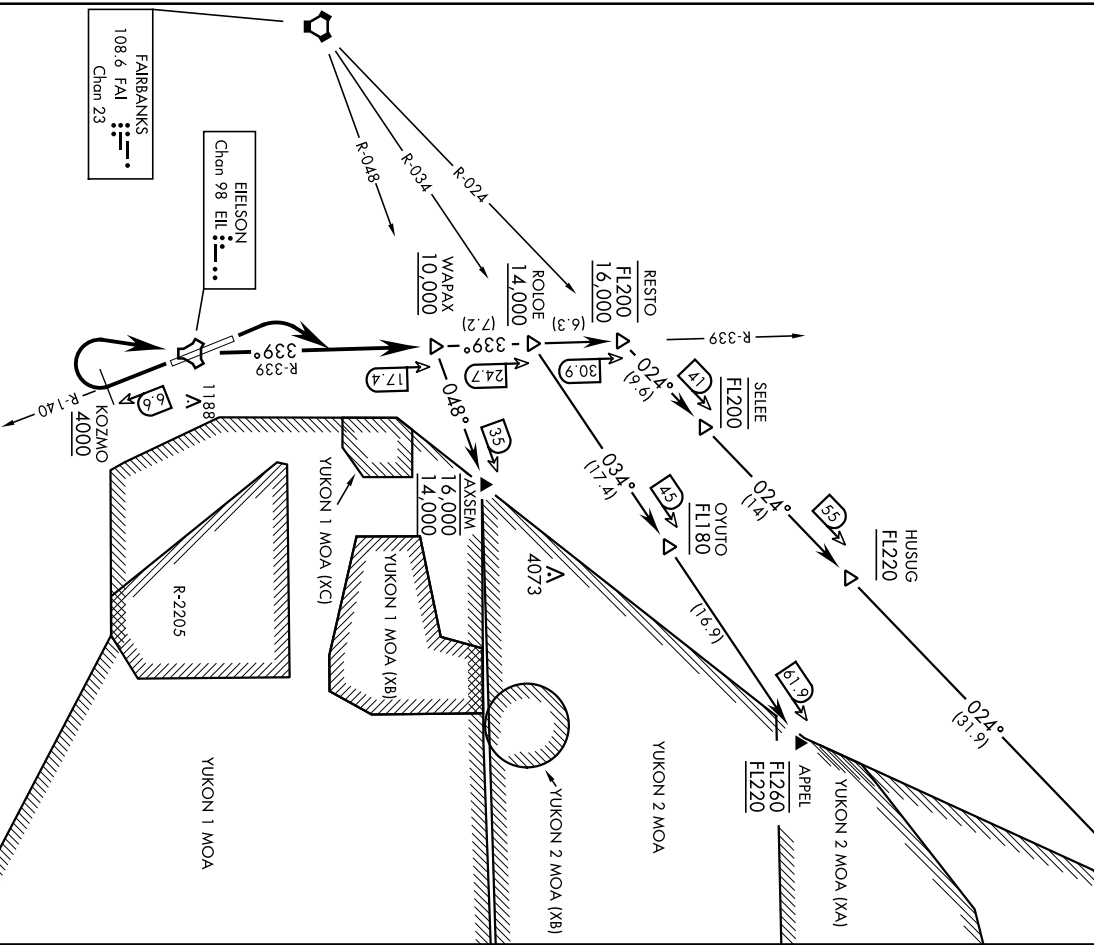 FAIRBANKS
108.6 FAI
Chan 23
EIELSON
Chan 98 EIL
R-048
R-034
R-024
WAPAX
10,000
ROLOE
14,000
RESTO
FL200
16,000
R-339
(7.2)
(6.3)
339°
R-339
339°
17.4
24.7
30.9
024°
(9.6)
41
SELEE
FL200
024°
(14)
55
HUSUG
FL220
024°
(31.9)
048°
35
AXSEM
16,000
14,000
034°
(17.4)
45
OYUTO
FL180
(16.9)
61.9
APPEL
FL260
FL220
R-140
KOZMO
4000
6.6
1188
4073
YUKON 1 MOA (XC)
YUKON 1 MOA (XB)
R-2205
YUKON 1 MOA
YUKON 2 MOA (XB)
YUKON 2 MOA
YUKON 2 MOA (XA)